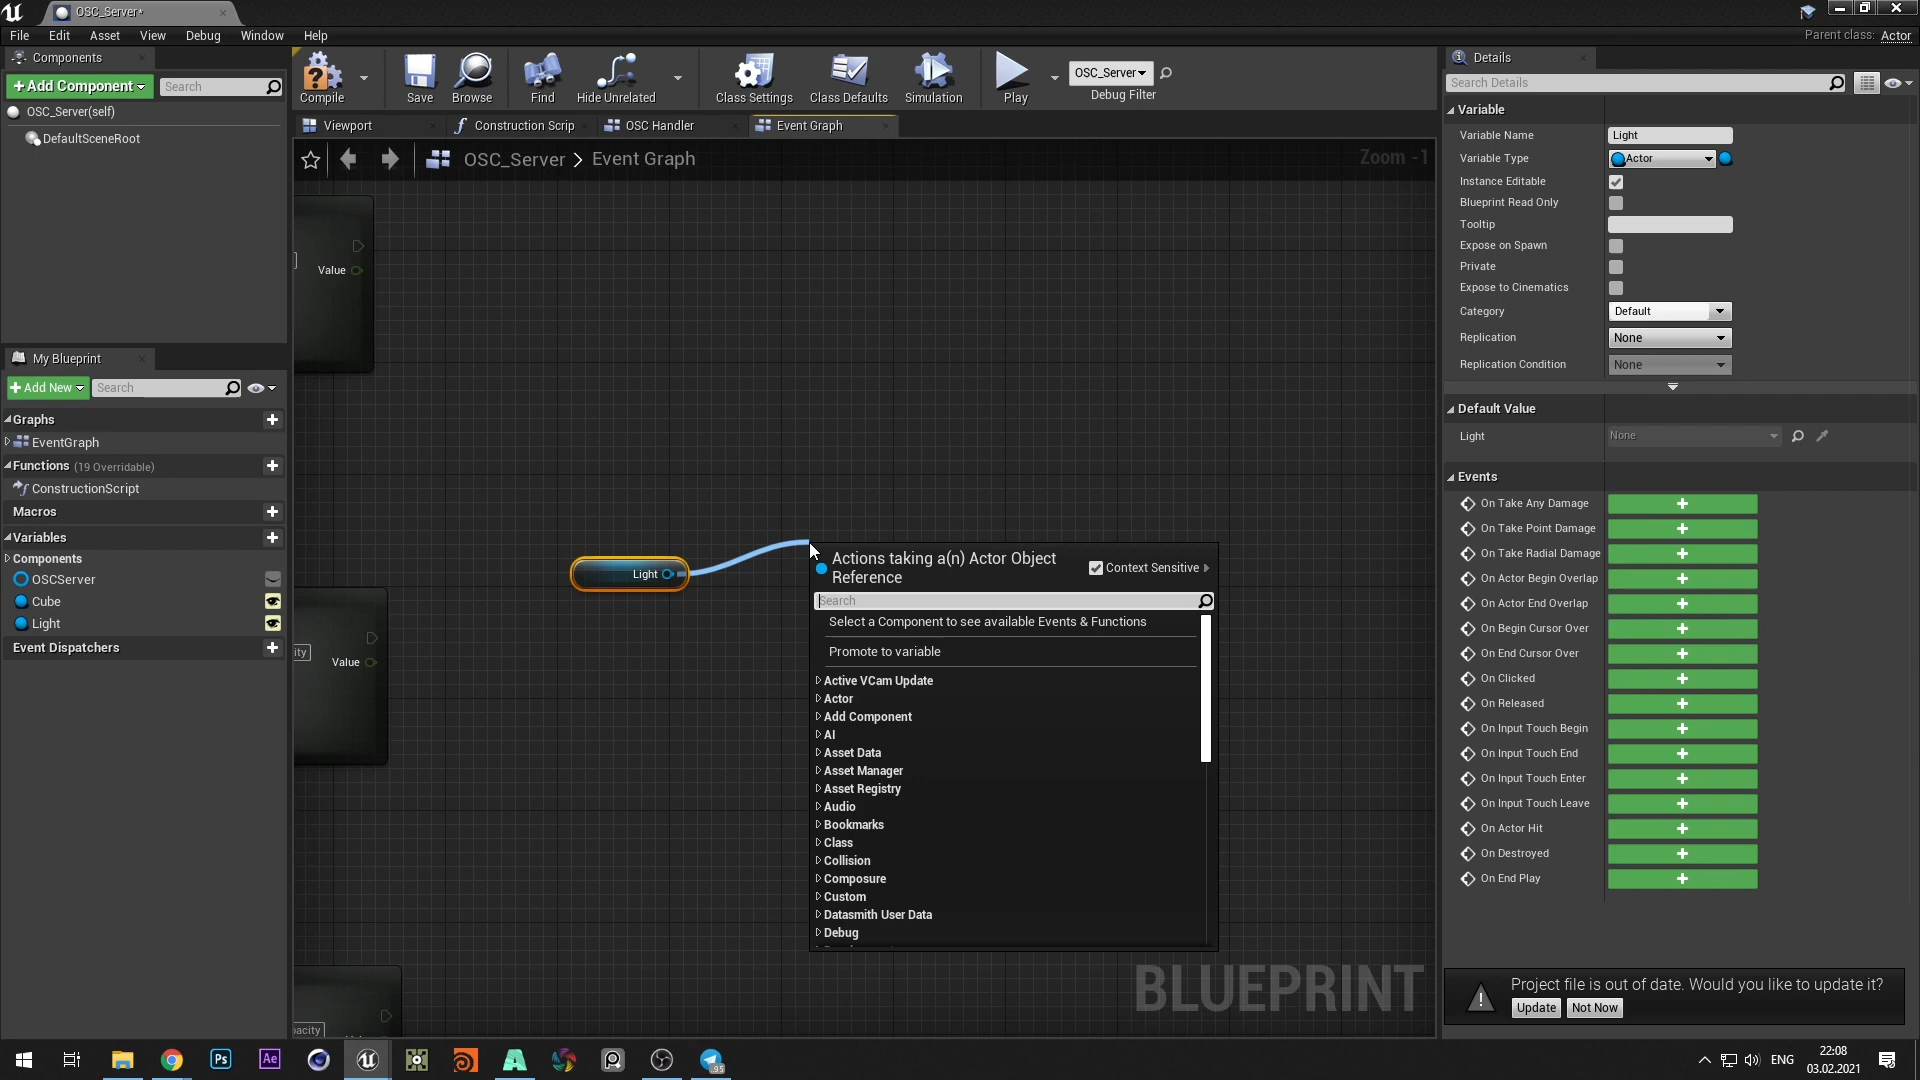 OSC_Server*
File Edit Asset View Debug Window Help
Parent class: Actor
Components
+Add Component
Search
OSC_Server(self)
DefaultSceneRoot
Compile
Save
Browse
Find
Hide Unrelated
Class Settings
Class Defaults
Simulation
Play
OSC_Server
Debug Filter
Viewport
Construction Scrip
OSC Handler
Event Graph
OSC_Server > Event Graph
Zoom -1
Value
ity
Value
pacity
Light
Actions taking a(n) Actor Object
Reference
Context Sensitive
Search
Select a Component to see available Events & Functions
Promote to variable
Active VCam Update
Actor
Add Component
AI
Asset Data
Asset Manager
Asset Registry
Audio
Bookmarks
Class
Collision
Composure
Custom
Datasmith User Data
Debug
BLUEPRINT
My Blueprint
+Add New
Search
Graphs
EventGraph
Functions (19 Overridable)
ConstructionScript
Macros
Variables
Components
OSCServer
Cube
Light
Event Dispatchers
Details
Search Details
Variable
Variable Name Light
Variable Type Actor
Instance Editable
Blueprint Read Only
Tooltip
Expose on Spawn
Private
Expose to Cinematics
Category Default
Replication None
Replication Condition None
Default Value
Light None
Events
On Take Any Damage
On Take Point Damage
On Take Radial Damage
On Actor Begin Overlap
On Actor End Overlap
On Begin Cursor Over
On End Cursor Over
On Clicked
On Released
On Input Touch Begin
On Input Touch End
On Input Touch Enter
On Input Touch Leave
On Actor Hit
On Destroyed
On End Play
Project file is out of date. Would you like to update it?
Update Not Now
Ps
Ae
.95
ENG
22:08
03.02.2021